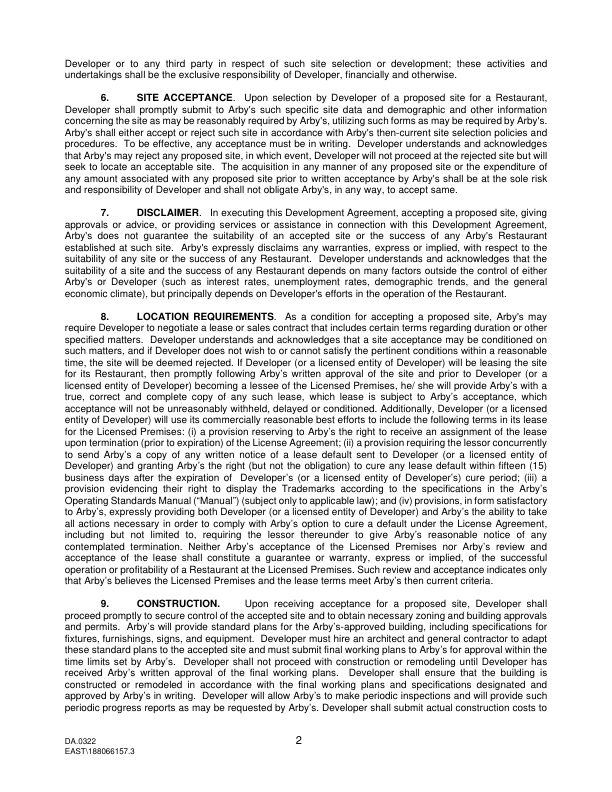 Developer or to any third party in respect of such site selection or development; these activities and
undertakings shall be the exclusive responsibility of Developer, financially and otherwise.
6. SITE ACCEPTANCE. Upon selection by Developer of a proposed site for a Restaurant,
Developer shall promptly submit to Arby's such specific site data and demographic and other information
concerning the site as may be reasonably required by Arby's, utilizing such forms as may be required by Arby's.
Arby's shall either accept or reject such site in accordance with Arby's then-current site selection policies and
procedures. To be effective, any acceptance must be in writing. Developer understands and acknowledges
that Arby's may reject any proposed site, in which event, Developer will not proceed at the rejected site but will
seek to locate an acceptable site. The acquisition in any manner of any proposed site or the expenditure of
any amount associated with any proposed site prior to written acceptance by Arby's shall be at the sole risk
and responsibility of Developer and shall not obligate Arby's, in any way, to accept same.
7. DISCLAIMER. In executing this Development Agreement, accepting a proposed site, giving
approvals or advice, or providing services or assistance in connection with this Development Agreement,
Arby's does not guarantee the suitability of an accepted site or the success of any Arby's Restaurant
established at such site. Arby's expressly disclaims any warranties, express or implied, with respect to the
suitability of any site or the success of any Restaurant. Developer understands and acknowledges that the
suitability of a site and the success of any Restaurant depends on many factors outside the control of either
Arby's or Developer (such as interest rates, unemployment rates, demographic trends, and the general
economic climate), but principally depends on Developer's efforts in the operation of the Restaurant.
8. LOCATION REQUIREMENTS. As a condition for accepting a proposed site, Arby's may
require Developer to negotiate a lease or sales contract that includes certain terms regarding duration or other
specified matters. Developer understands and acknowledges that a site acceptance may be conditioned on
such matters, and if Developer does not wish to or cannot satisfy the pertinent conditions within a reasonable
time, the site will be deemed rejected. If Developer (or a licensed entity of Developer) will be leasing the site
for its Restaurant, then promptly following Arby's written approval of the site and prior to Developer (or a
licensed entity of Developer) becoming a lessee of the Licensed Premises, he/ she will provide Arby's with a
true, correct and complete copy of any such lease, which lease is subject to Arby's acceptance, which
acceptance will not be unreasonably withheld, delayed or conditioned. Additionally, Developer (or a licensed
entity of Developer) will use its commercially reasonable best efforts to include the following terms in its lease
for the Licensed Premises: (i) a provision reserving to Arby's the right to receive an assignment of the lease
upon termination (prior to expiration) of the License Agreement; (ii) a provision requiring the lessor concurrently
to send Arby's a copy of any written notice of a lease default sent to Developer (or a licensed entity of
Developer) and granting Arby's the right (but not the obligation) to cure any lease default within fifteen (15)
business days after the expiration of Developer's (or a licensed entity of Developer's) cure period; (iii) a
provision evidencing their right to display the Trademarks according to the specifications in the Arby's
Operating Standards Manual ("Manual") (subject only to applicable law); and (iv) provisions, in form satisfactory
to Arby's, expressly providing both Developer (or a licensed entity of Developer) and Arby's the ability to take
all actions necessary in order to comply with Arby's option to cure a default under the License Agreement,
including but not limited to, requiring the lessor thereunder to give Arby's reasonable notice of any
contemplated termination. Neither Arby's acceptance of the Licensed Premises nor Arby's review and
acceptance of the lease shall constitute a guarantee or warranty, express or implied, of the successful
operation or profitability of a Restaurant at the Licensed Premises. Such review and acceptance indicates only
that Arby's believes the Licensed Premises and the lease terms meet Arby's then current criteria.
9. CONSTRUCTION. Upon receiving acceptance for a proposed site, Developer shall
proceed promptly to secure control of the accepted site and to obtain necessary zoning and building approvals
and permits. Arby's will provide standard plans for the Arby's-approved building, including specifications for
fixtures, furnishings, signs, and equipment. Developer must hire an architect and general contractor to adapt
these standard plans to the accepted site and must submit final working plans to Arby's for approval within the
time limits set by Arby's. Developer shall not proceed with construction or remodeling until Developer has
received Arby's written approval of the final working plans. Developer shall ensure that the building is
constructed or remodeled in accordance with the final working plans and specifications designated and
approved by Arby's in writing. Developer will allow Arby's to make periodic inspections and will provide such
periodic progress reports as may be requested by Arby's. Developer shall submit actual construction costs to
DA.0322
2
EAST\188066157.3